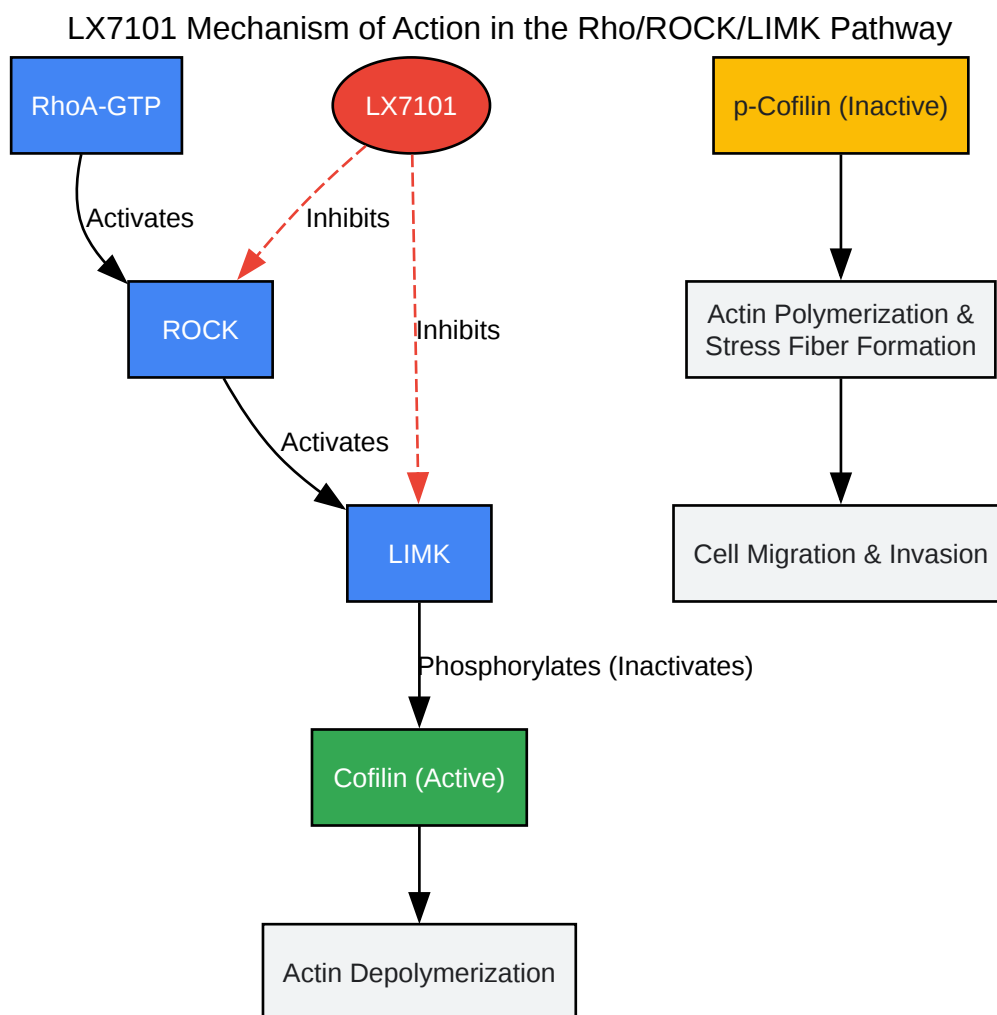 LX7101 Mechanism of Action in the Rho/ROCK/LIMK Pathway
RhoA-GTP
LX7101
p-Cofilin (Inactive)
Activates
Inhibits
ROCK
Inhibits
Actin Polymerization &
Stress Fiber Formation
Activates
LIMK
Cell Migration & Invasion
Phosphorylates (Inactivates)
Cofilin (Active)
Actin Depolymerization